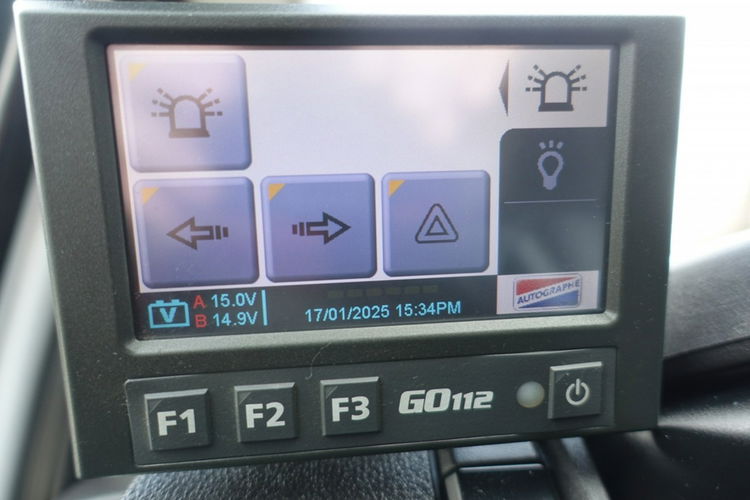 AUTOGRAPHE
V
A 15.0V
B 14.9V
17/01/2025 15:34PM
F1 F2 F3 GO112